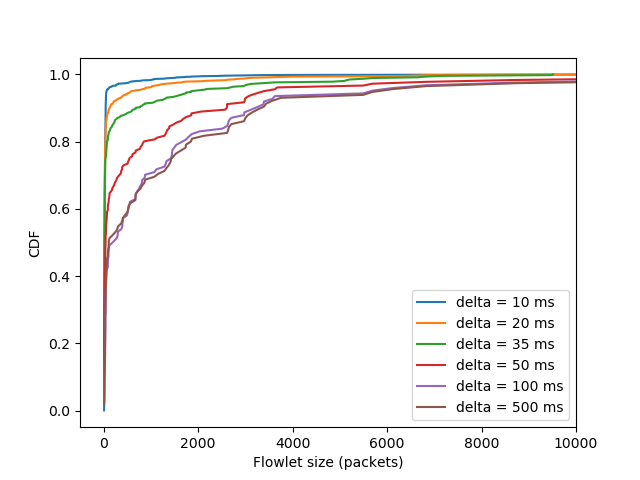 1.0
0.8
0.6
0.4
0.2
0.0
CDF
0 2000 4000 6000 8000 10000
Flowlet size (packets)
delta = 10 ms
delta = 20 ms
delta = 35 ms
delta = 50 ms
delta = 100 ms
delta = 500 ms